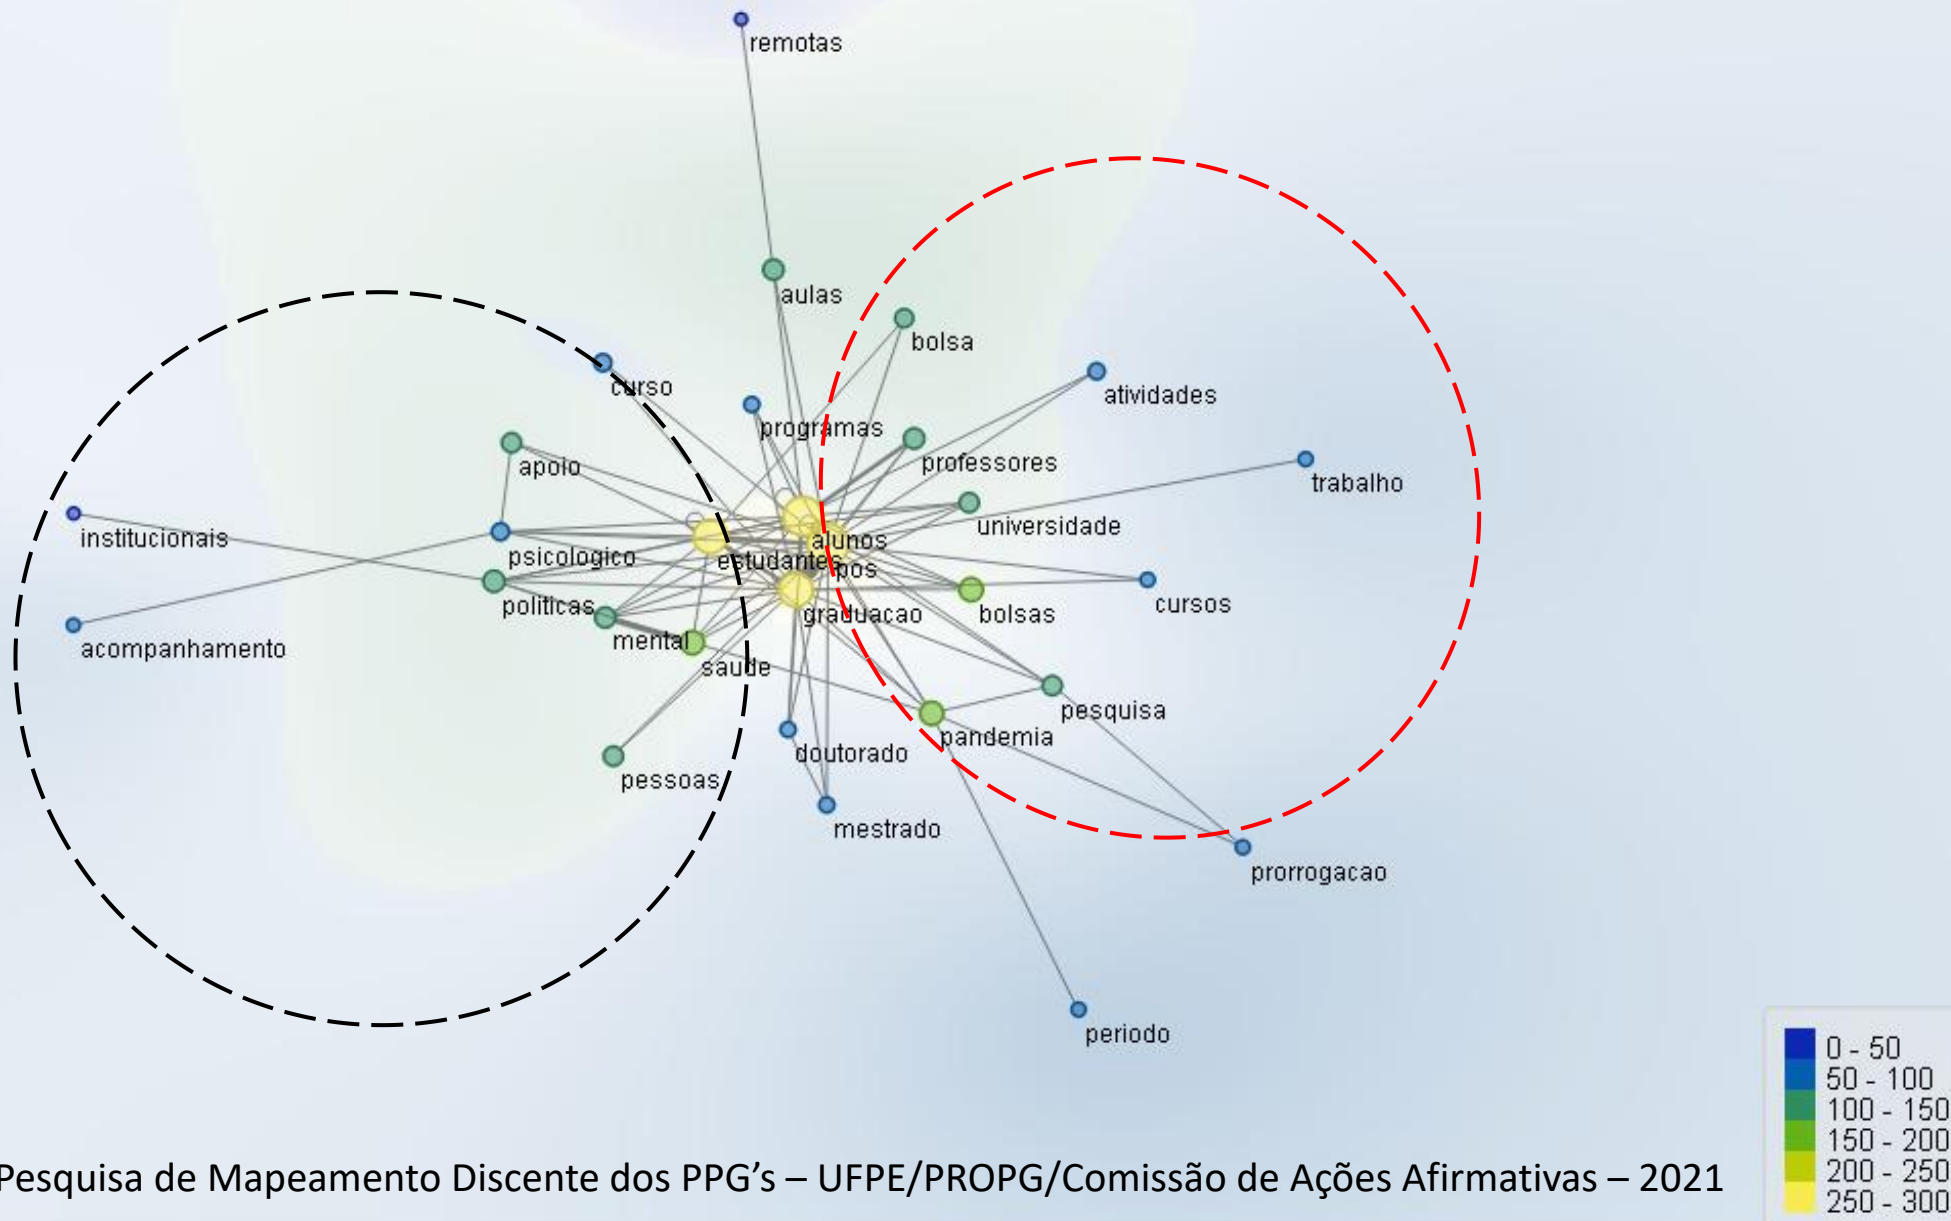 remotas
aulas
bolsa
curso
atividades
programas
professores
apoio
trabalho
institucionais
universidade
psicologico
alunos
estudantes
pos
politicas
graduacao
bolsas
cursos
acompanhamento
mental
saude
pesquisa
pandemia
doutorado
pessoas
mestrado
prorrogacao
periodo
0 - 50
50 - 100
100 - 150
150 - 200
200 - 250
250 - 300
Pesquisa de Mapeamento Discente dos PPG’s – UFPE/PROPG/Comissão de Ações Afirmativas – 2021